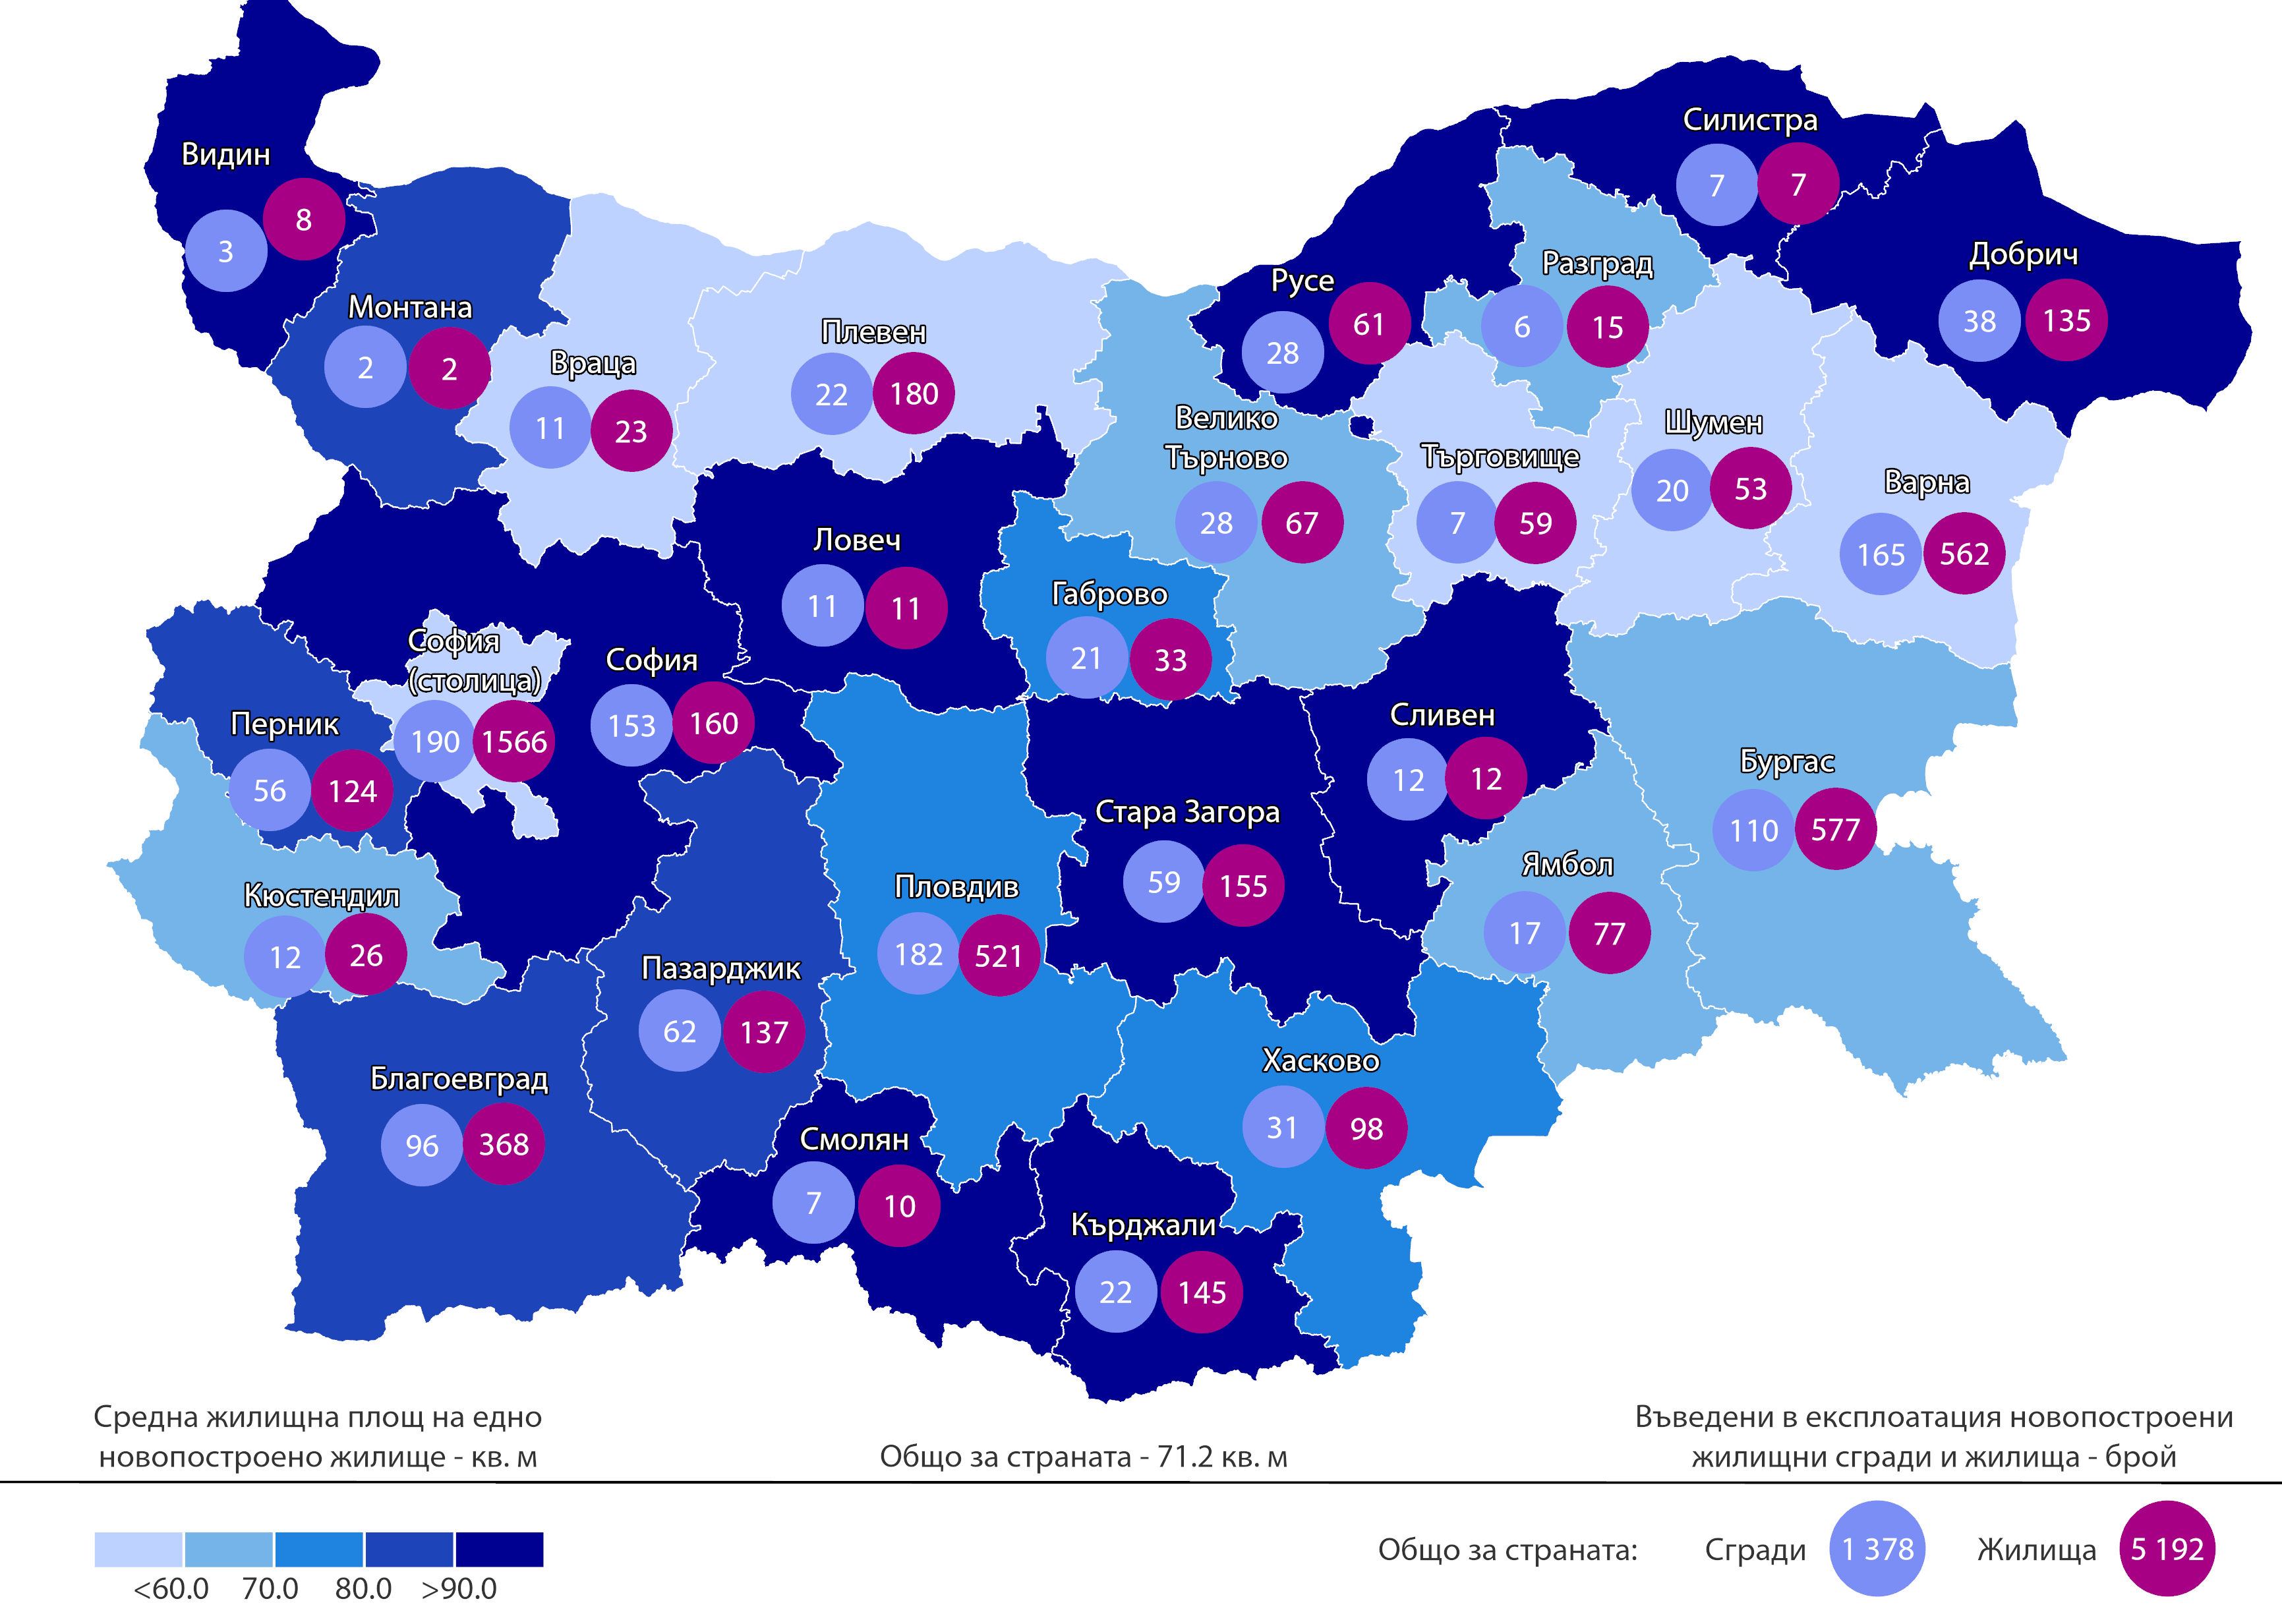 Видин
3 8
Монтана
2 2
Враца
11 23
Плевен
22 180
Русе
28 61
Силистра
7 7
Разград
6 15
Добрич
38 135
Велико
Търново
28 67
Търговище
7 59
Шумен
20 53
Варна
165 562
Ловеч
11 11
Габрово
21 33
София
(столица)
190 1566
София
153 160
Перник
56 124
Сливен
12 12
Бургас
110 577
Стара Загора
59 155
Ямбол
17 77
Кюстендил
12 26
Пловдив
182 521
Пазарджик
62 137
Благоевград
96 368
Хасково
31 98
Смолян
7 10
Кърджали
22 145
Средна жилищна площ на едно
новопостроено жилище - кв. м
Общо за страната - 71.2 кв. м
Въведени в експлоатация новопостроени
жилищни сгради и жилища - брой
<60.0 70.0 80.0 >90.0
Общо за страната: Сгради 1 378 Жилища 5 192